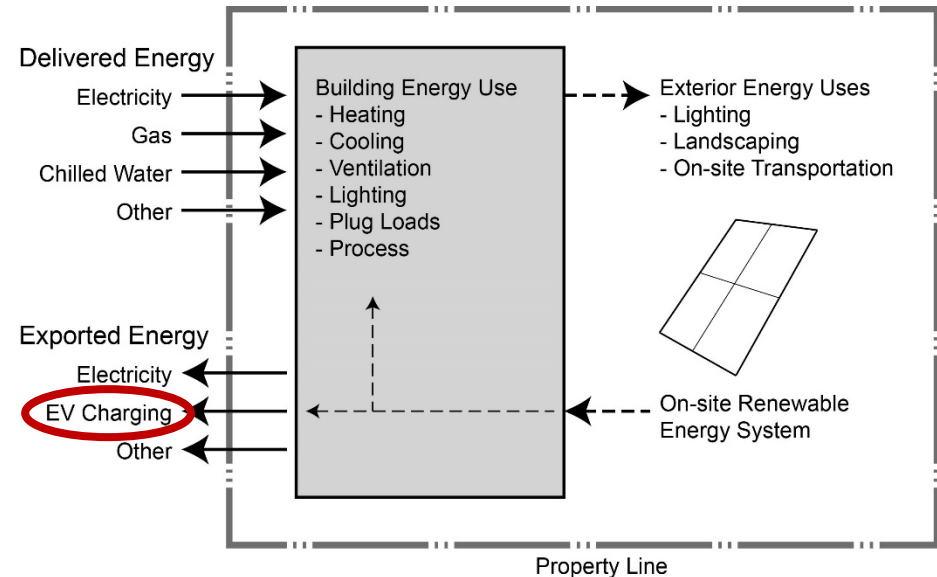 Delivered Energy
Electricity
Gas
Chilled Water
Other
Building Energy Use
- Heating
- Cooling
- Ventilation
- Lighting
- Plug Loads
- Process
Exterior Energy Uses
- Lighting
- Landscaping
- On-site Transportation
Exported Energy
Electricity
EV Charging
Other
On-site Renewable
Energy System
Property Line